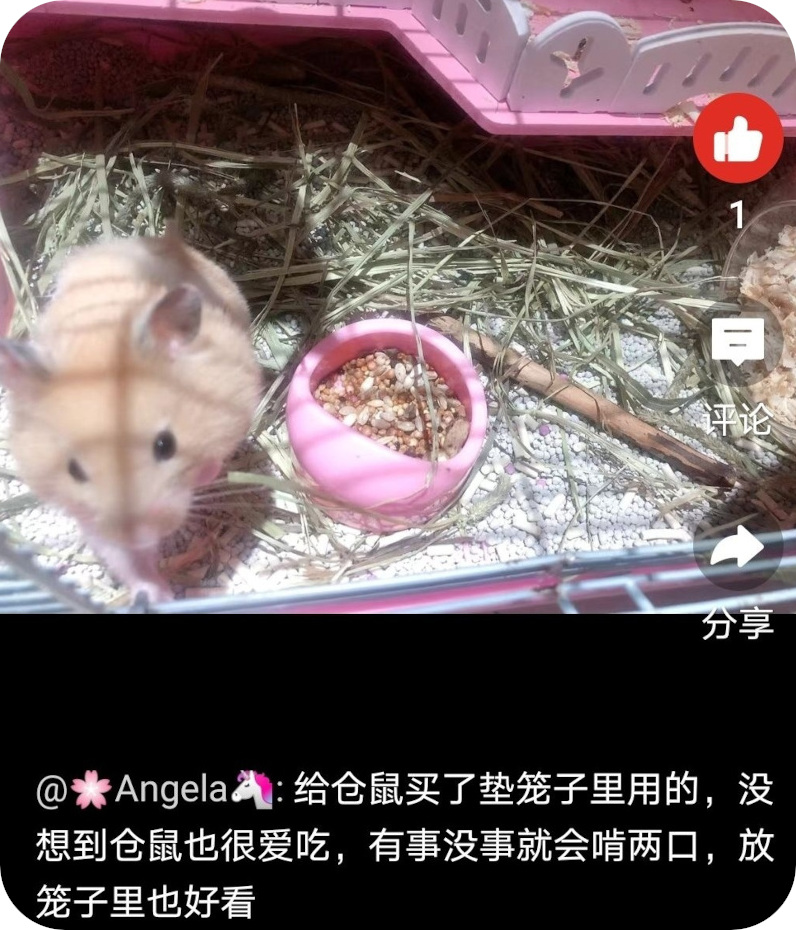 1
评论
分享
@🌸Angela🦄: 给仓鼠买了垫笼子里用的，没
想到仓鼠也很爱吃，有事没事就会啃两口，放
笼子里也好看